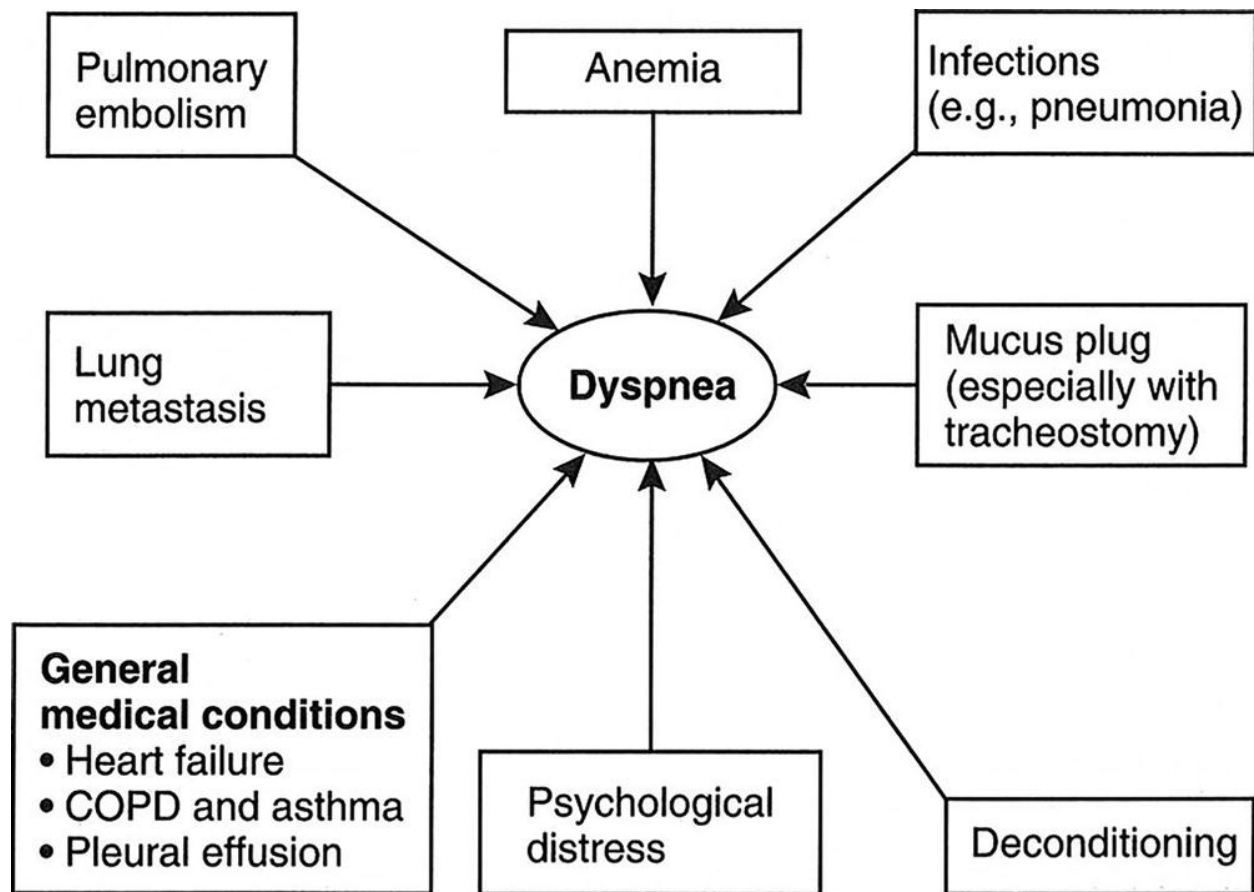 Pulmonary
embolism
Anemia
Infections
(e.g., pneumonia)
Lung
metastasis
Dyspnea
Mucus plug
(especially with
tracheostomy)
General
medical conditions
• Heart failure
• COPD and asthma
• Pleural effusion
Psychological
distress
Deconditioning